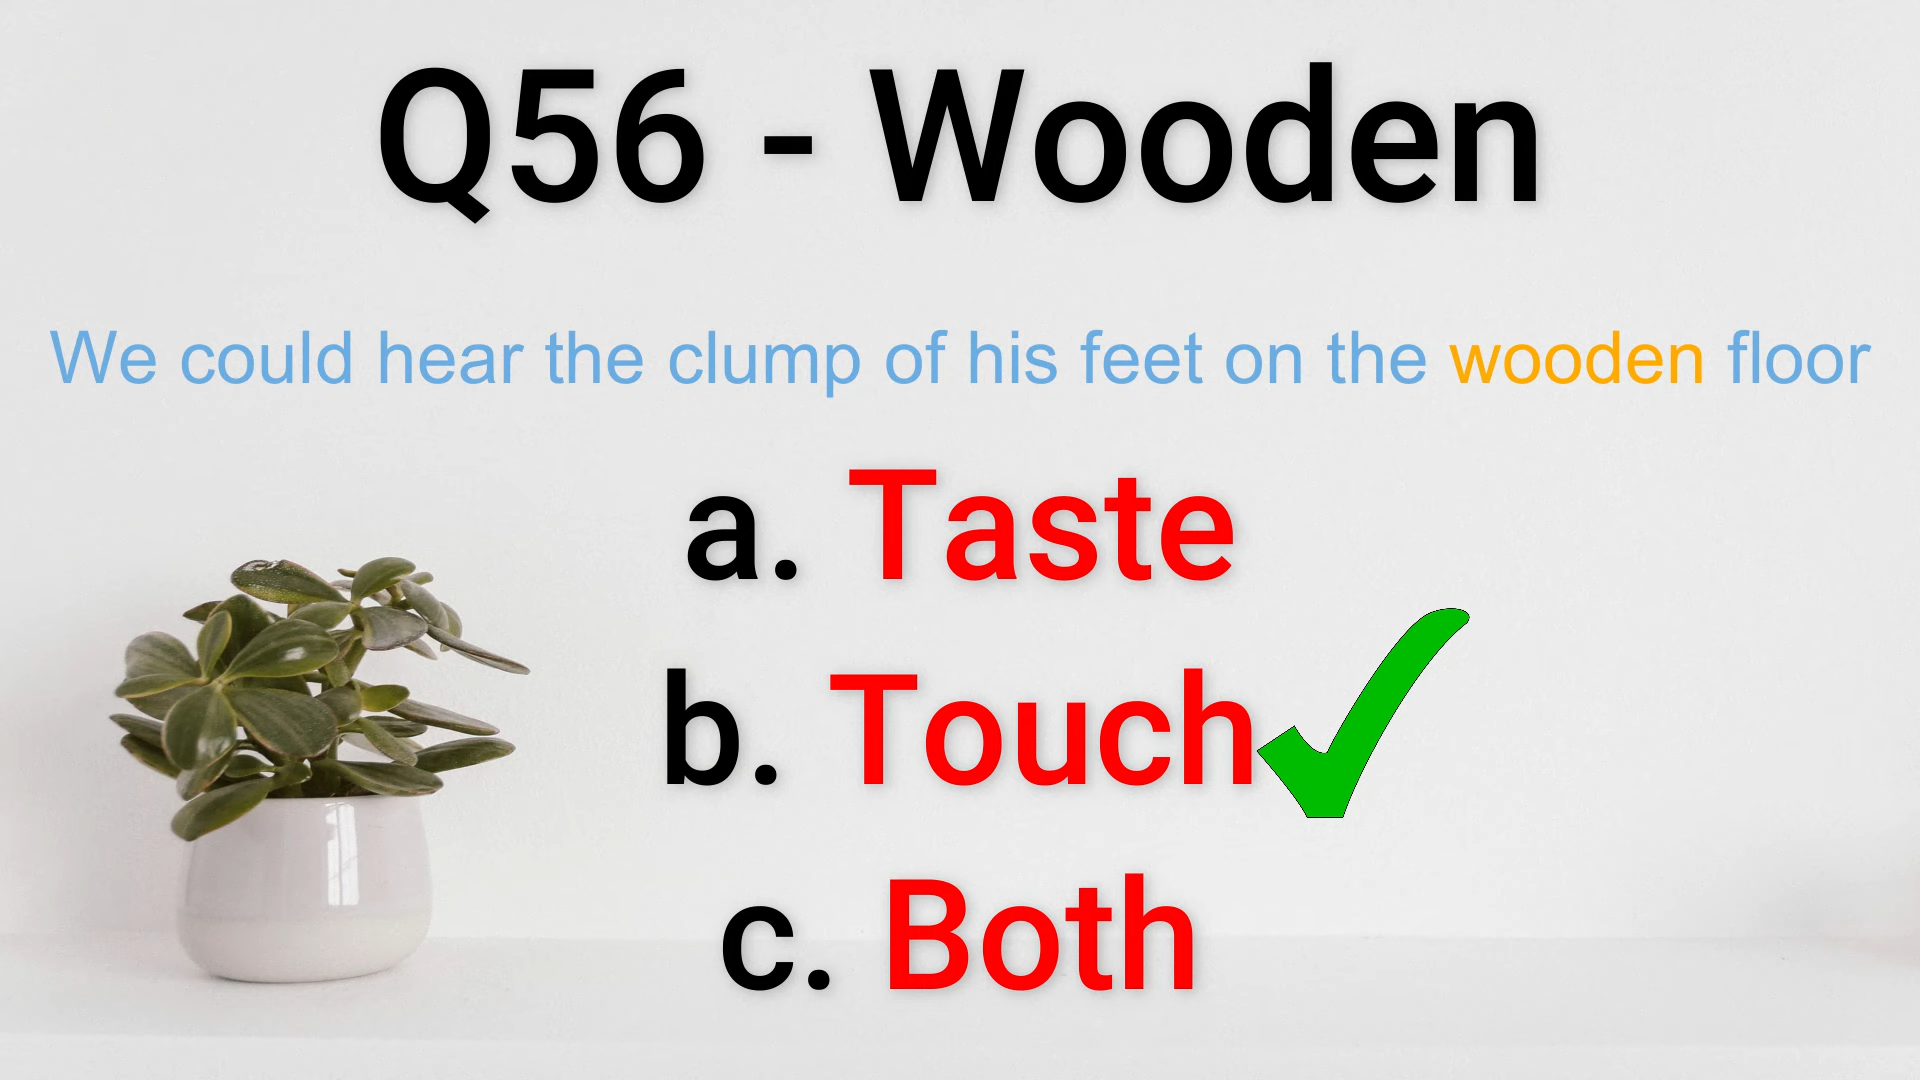 Q56 - Wooden
We could hear the clump of his feet on the wooden floor
a. Taste
b. Touch
c. Both